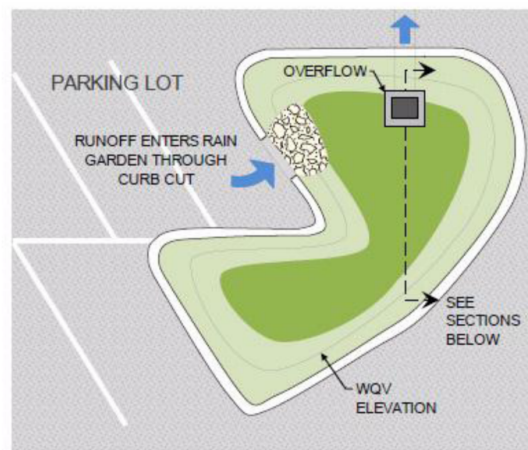 PARKING LOT
OVERFLOW
RUNOFF ENTERS RAIN
GARDEN THROUGH
CURB CUT
SEE
SECTIONS
BELOW
WQV
ELEVATION